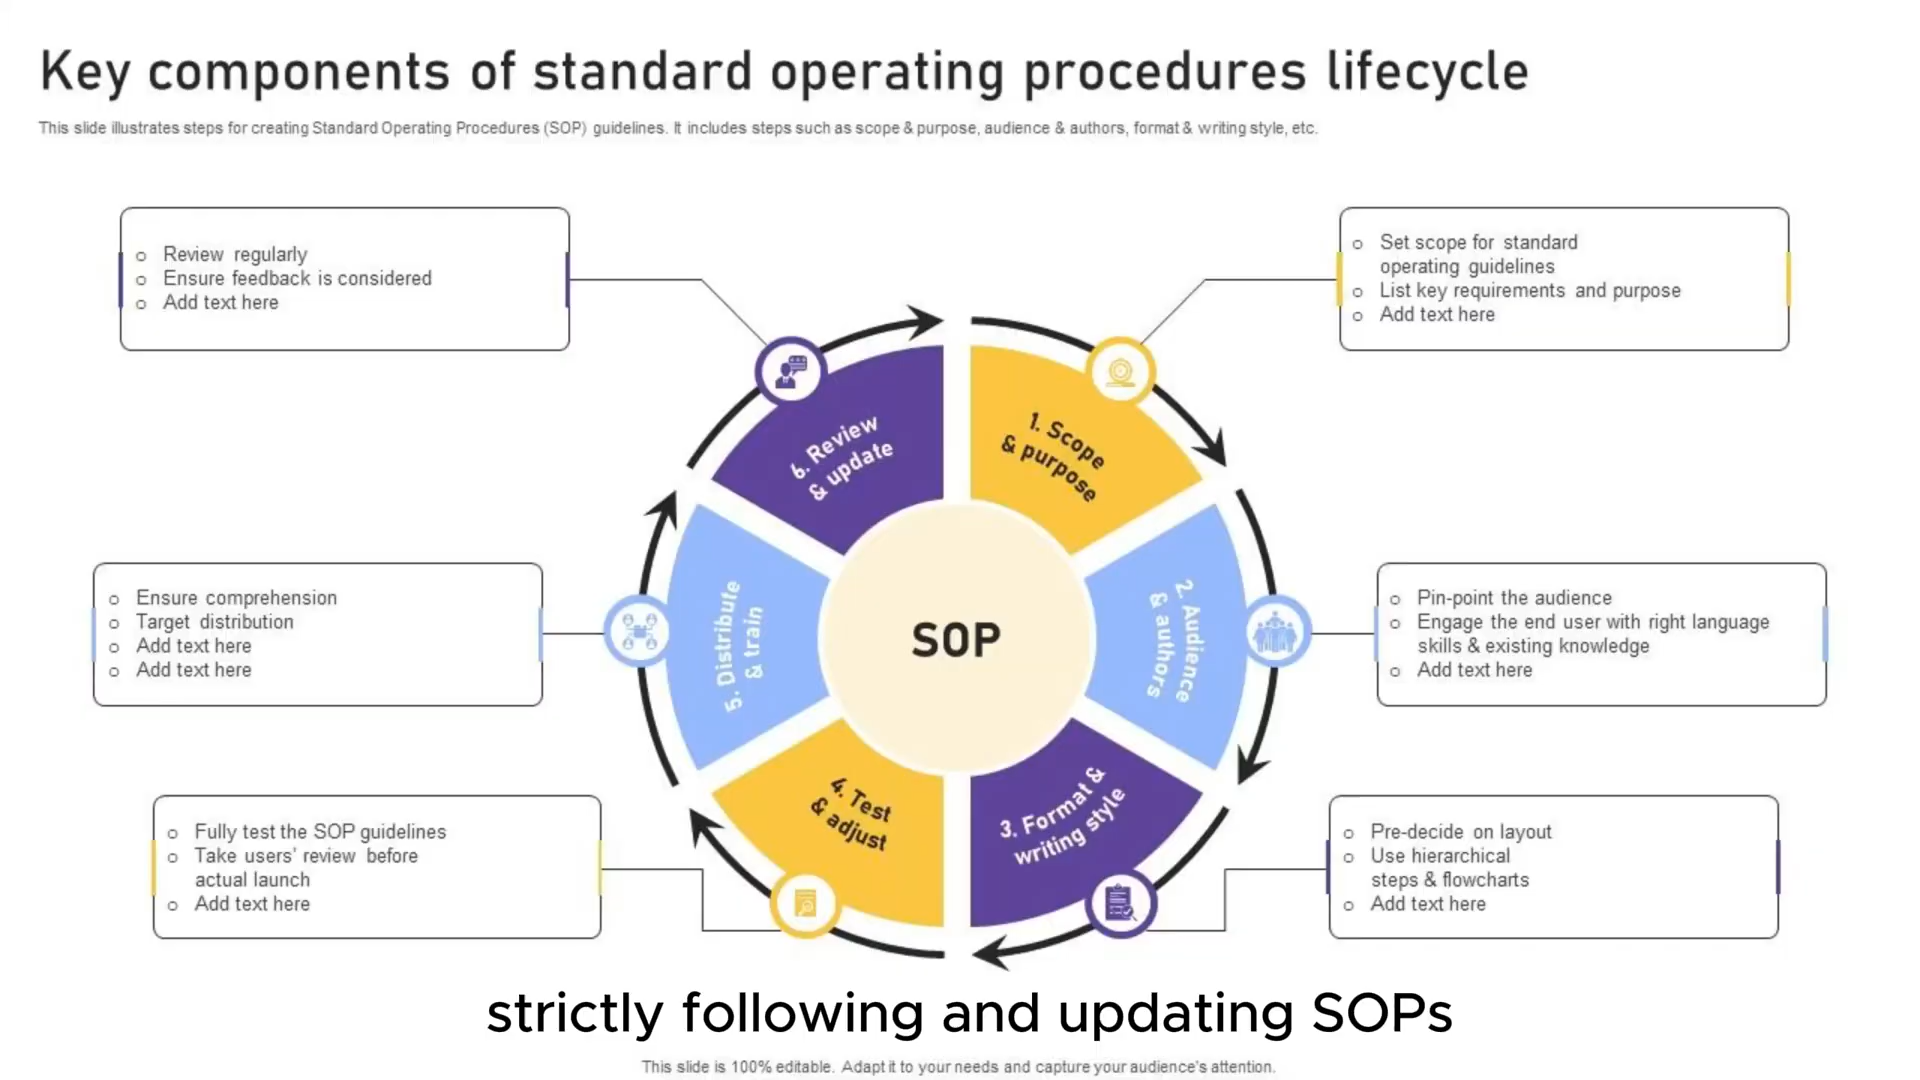 Key components of standard operating procedures lifecycle
This slide illustrates steps for creating Standard Operating Procedures (SOP) guidelines. It includes steps such as scope & purpose, audience & authors, format & writing style, etc.
Review regularly
Ensure feedback is considered
Add text here
Set scope for standard
operating guidelines
List key requirements and purpose
Add text here
6. Review
& update
1. Scope
& purpose
Ensure comprehension
Target distribution
Add text here
Add text here
5. Distribute
& train
SOP
2. Audience
& authors
Pin-point the audience
Engage the end user with right language
skills & existing knowledge
Add text here
4. Test
& adjust
3. Format &
writing style
Fully test the SOP guidelines
Take users' review before
actual launch
Add text here
Pre-decide on layout
Use hierarchical
steps & flowcharts
Add text here
strictly following and updating SOPs
This slide is 100% editable. Adapt it to your needs and capture your audience's attention.